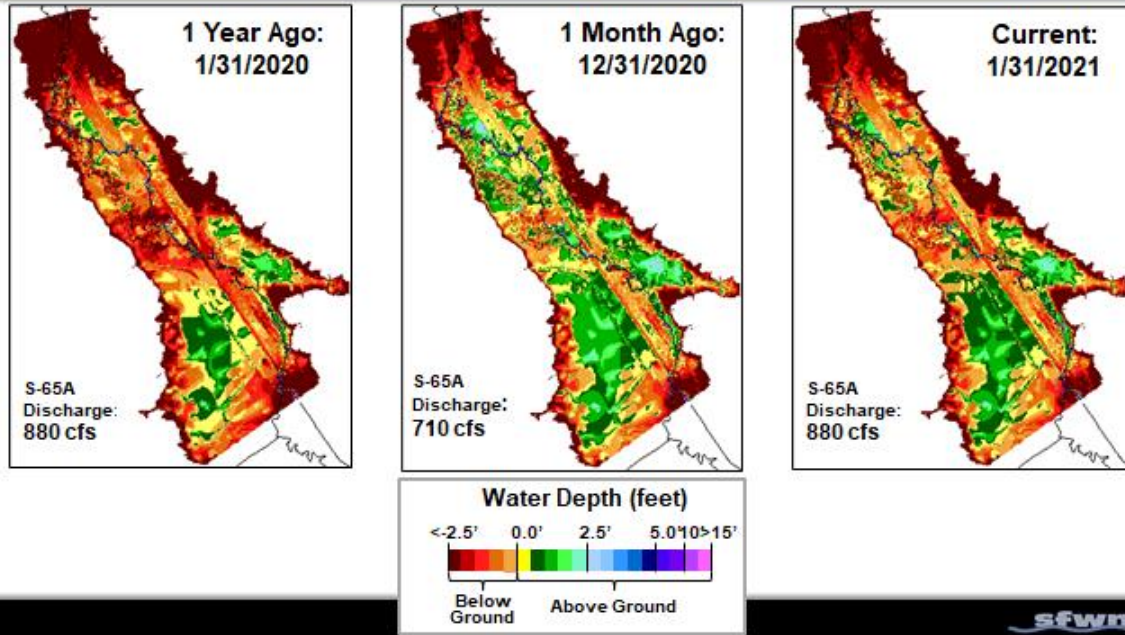 1 Year Ago:
1/31/2020
S-65A
Discharge:
880 cfs
1 Month Ago:
12/31/2020
S-65A
Discharge:
710 cfs
Current:
1/31/2021
S-65A
Discharge:
880 cfs
Water Depth (feet)
<-2.5' 0.0' 2.5' 5.0'10'>15'
Below
Ground
Above Ground
sfwm